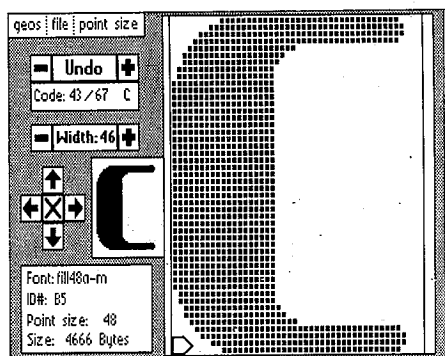 geos file point size
- Undo +
Code: 43/67 C
- Width: 46 +
Font: fill48a-m
ID#: B5
Point size: 48
Size: 4666 Bytes